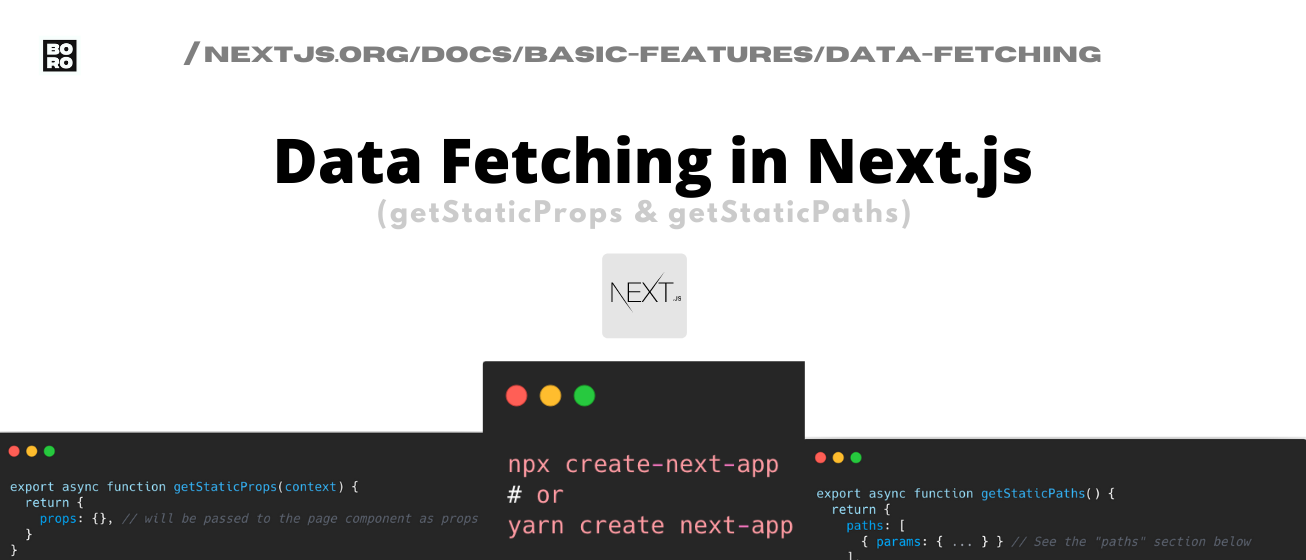 BO
RO
/NEXTJS.ORG/DOCS/BASIC-FEATURES/DATA-FETCHING
Data Fetching in Next.js
(getStaticProps & getStaticPaths)
NEXT.JS
export async function getStaticProps(context) {
  return {
    props: {}, // will be passed to the page component as props
  }
}
npx create-next-app
# or
yarn create next-app
export async function getStaticPaths() {
  return {
    paths: [
      { params: { ... } } // See the "paths" section below
    ],